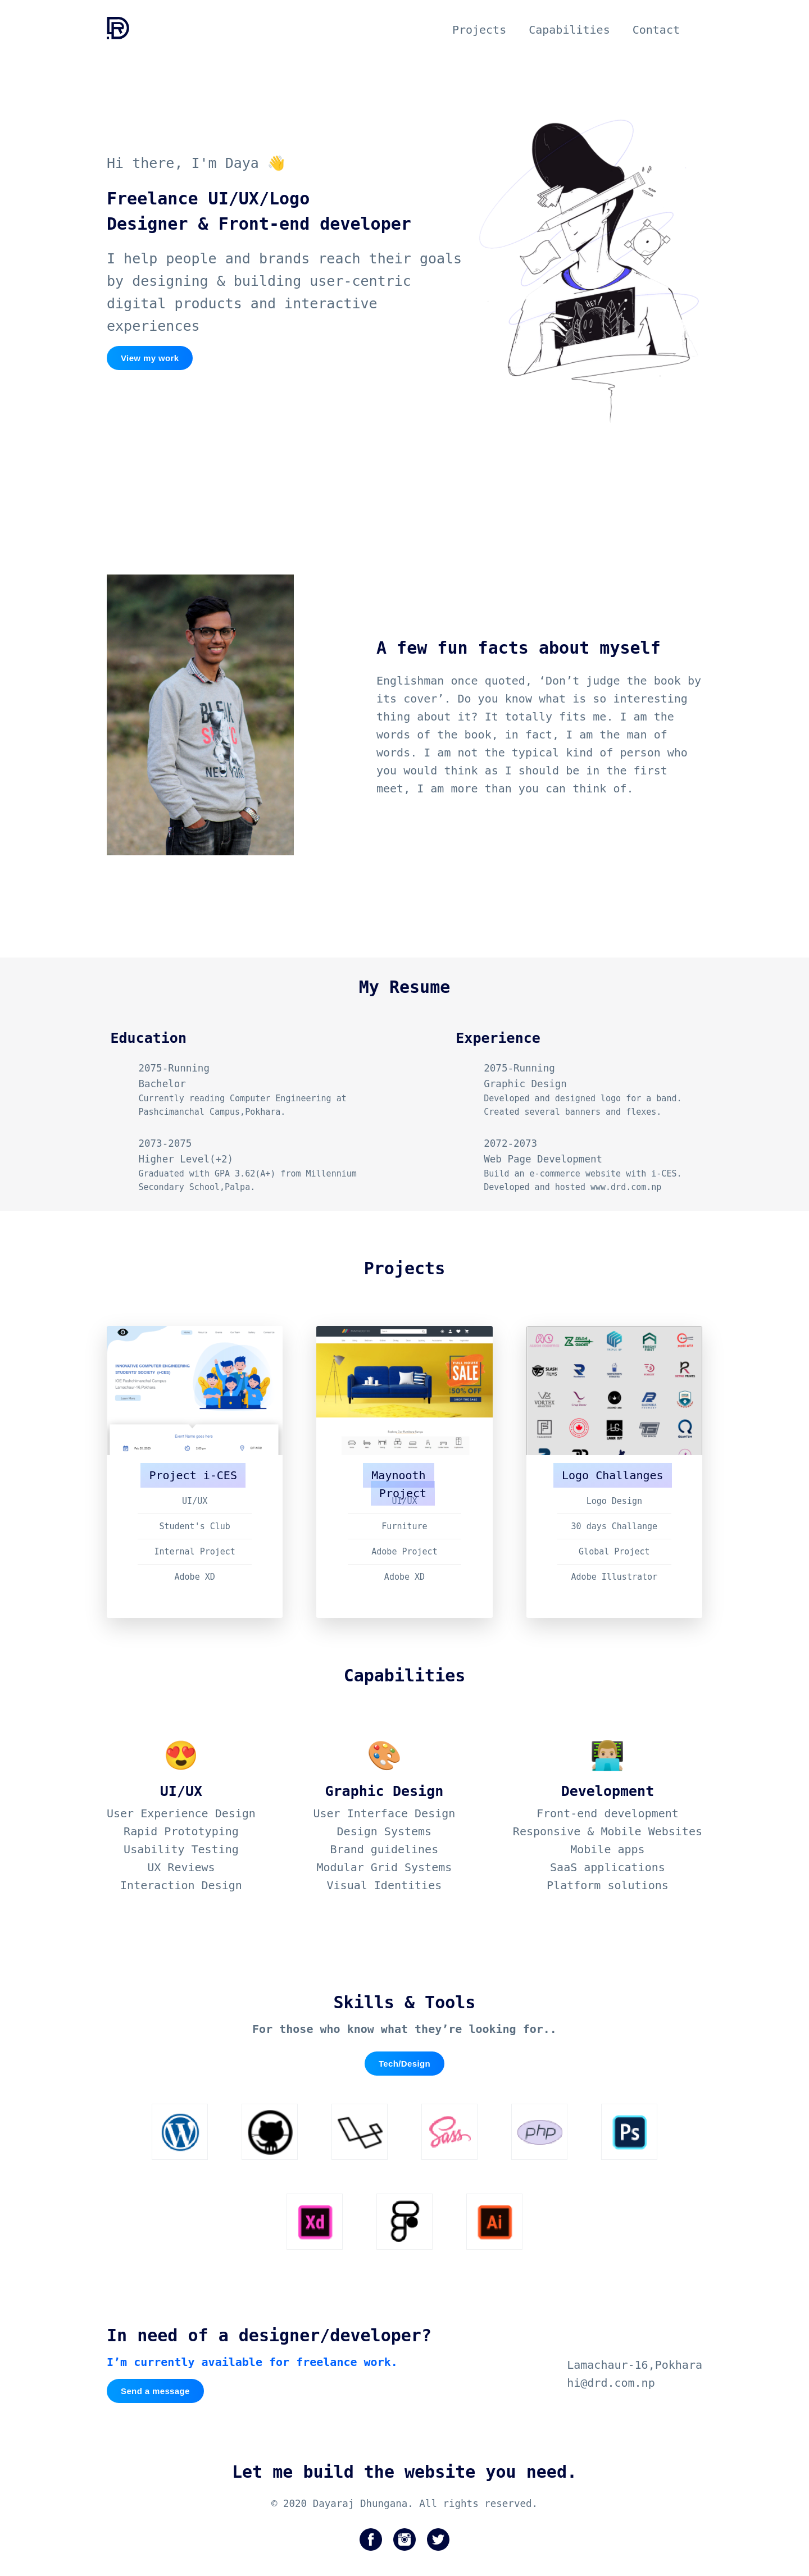 Projects Capabilities Contact
Hi there, I'm Daya 👋
Freelance UI/UX/Logo
Designer & Front-end developer
I help people and brands reach their goals
by designing & building user-centric
digital products and interactive
experiences
View my work
HEY!
A few fun facts about myself
Englishman once quoted, ‘Don’t judge the book by
its cover’. Do you know what is so interesting
thing about it? It totally fits me. I am the
words of the book, in fact, I am the man of
words. I am not the typical kind of person who
you would think as I should be in the first
meet, I am more than you can think of.
My Resume
Education
2075-Running
Bachelor
Currently reading Computer Engineering at
Pashcimanchal Campus,Pokhara.
2073-2075
Higher Level(+2)
Graduated with GPA 3.62(A+) from Millennium
Secondary School,Palpa.
Experience
2075-Running
Graphic Design
Developed and designed logo for a band.
Created several banners and flexes.
2072-2073
Web Page Development
Build an e-commerce website with i-CES.
Developed and hosted www.drd.com.np
Projects
INNOVATIVE COMPUTER ENGINEERING
STUDENTS' SOCIETY (I-CES)
Event Name goes here
SALE
50% OFF
Project i-CES
UI/UX
Student's Club
Internal Project
Adobe XD
Maynooth
Project
UI/UX
Furniture
Adobe Project
Adobe XD
Logo Challanges
Logo Design
30 days Challange
Global Project
Adobe Illustrator
Capabilities
UI/UX
User Experience Design
Rapid Prototyping
Usability Testing
UX Reviews
Interaction Design
Graphic Design
User Interface Design
Design Systems
Brand guidelines
Modular Grid Systems
Visual Identities
Development
Front-end development
Responsive & Mobile Websites
Mobile apps
SaaS applications
Platform solutions
Skills & Tools
For those who know what they’re looking for..
Tech/Design
Sass
php
Ps
Xd
Ai
In need of a designer/developer?
I’m currently available for freelance work.
Send a message
Lamachaur-16,Pokhara
hi@drd.com.np
Let me build the website you need.
© 2020 Dayaraj Dhungana. All rights reserved.